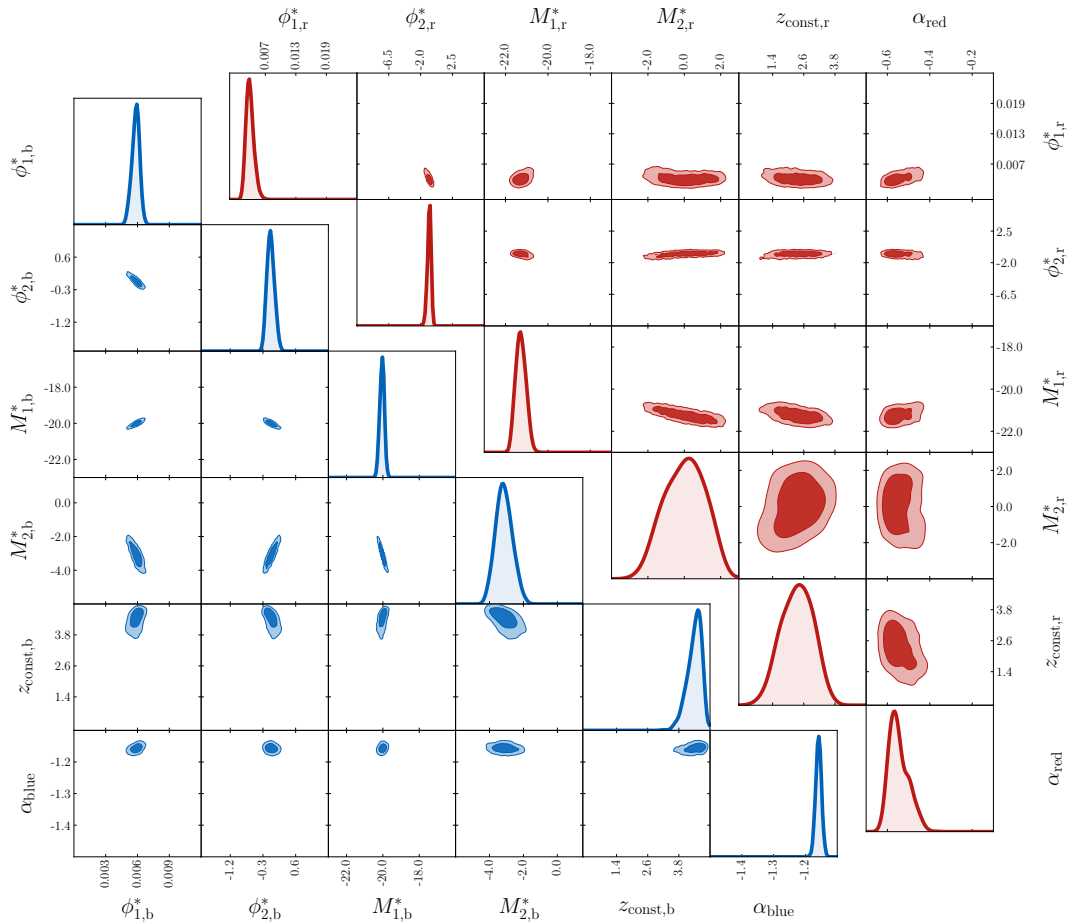 ϕ*1,r ϕ*2,r M*1,r M*2,r zconst,r αred
0.007 0.013 0.019 -6.5 -2.0 2.5 -22.0 -20.0 -18.0 -2.0 0.0 2.0 1.4 2.6 3.8 -0.6 -0.4 -0.2
ϕ*1,b
0.019
0.013
0.007
ϕ*1,r
ϕ*2,b
0.6
-0.3
-1.2
2.5
-2.0
-6.5
ϕ*2,r
M*1,b
-18.0
-20.0
-22.0
-18.0
-20.0
-22.0
M*1,r
M*2,b
0.0
-2.0
-4.0
2.0
0.0
-2.0
M*2,r
zconst,b
3.8
2.6
1.4
3.8
2.6
1.4
zconst,r
αblue
-1.2
-1.3
-1.4
αred
0.003 0.006 0.009 -1.2 -0.3 0.6 -22.0 -20.0 -18.0 -4.0 -2.0 0.0 1.4 2.6 3.8 -1.4 -1.3 -1.2
ϕ*1,b ϕ*2,b M*1,b M*2,b zconst,b αblue